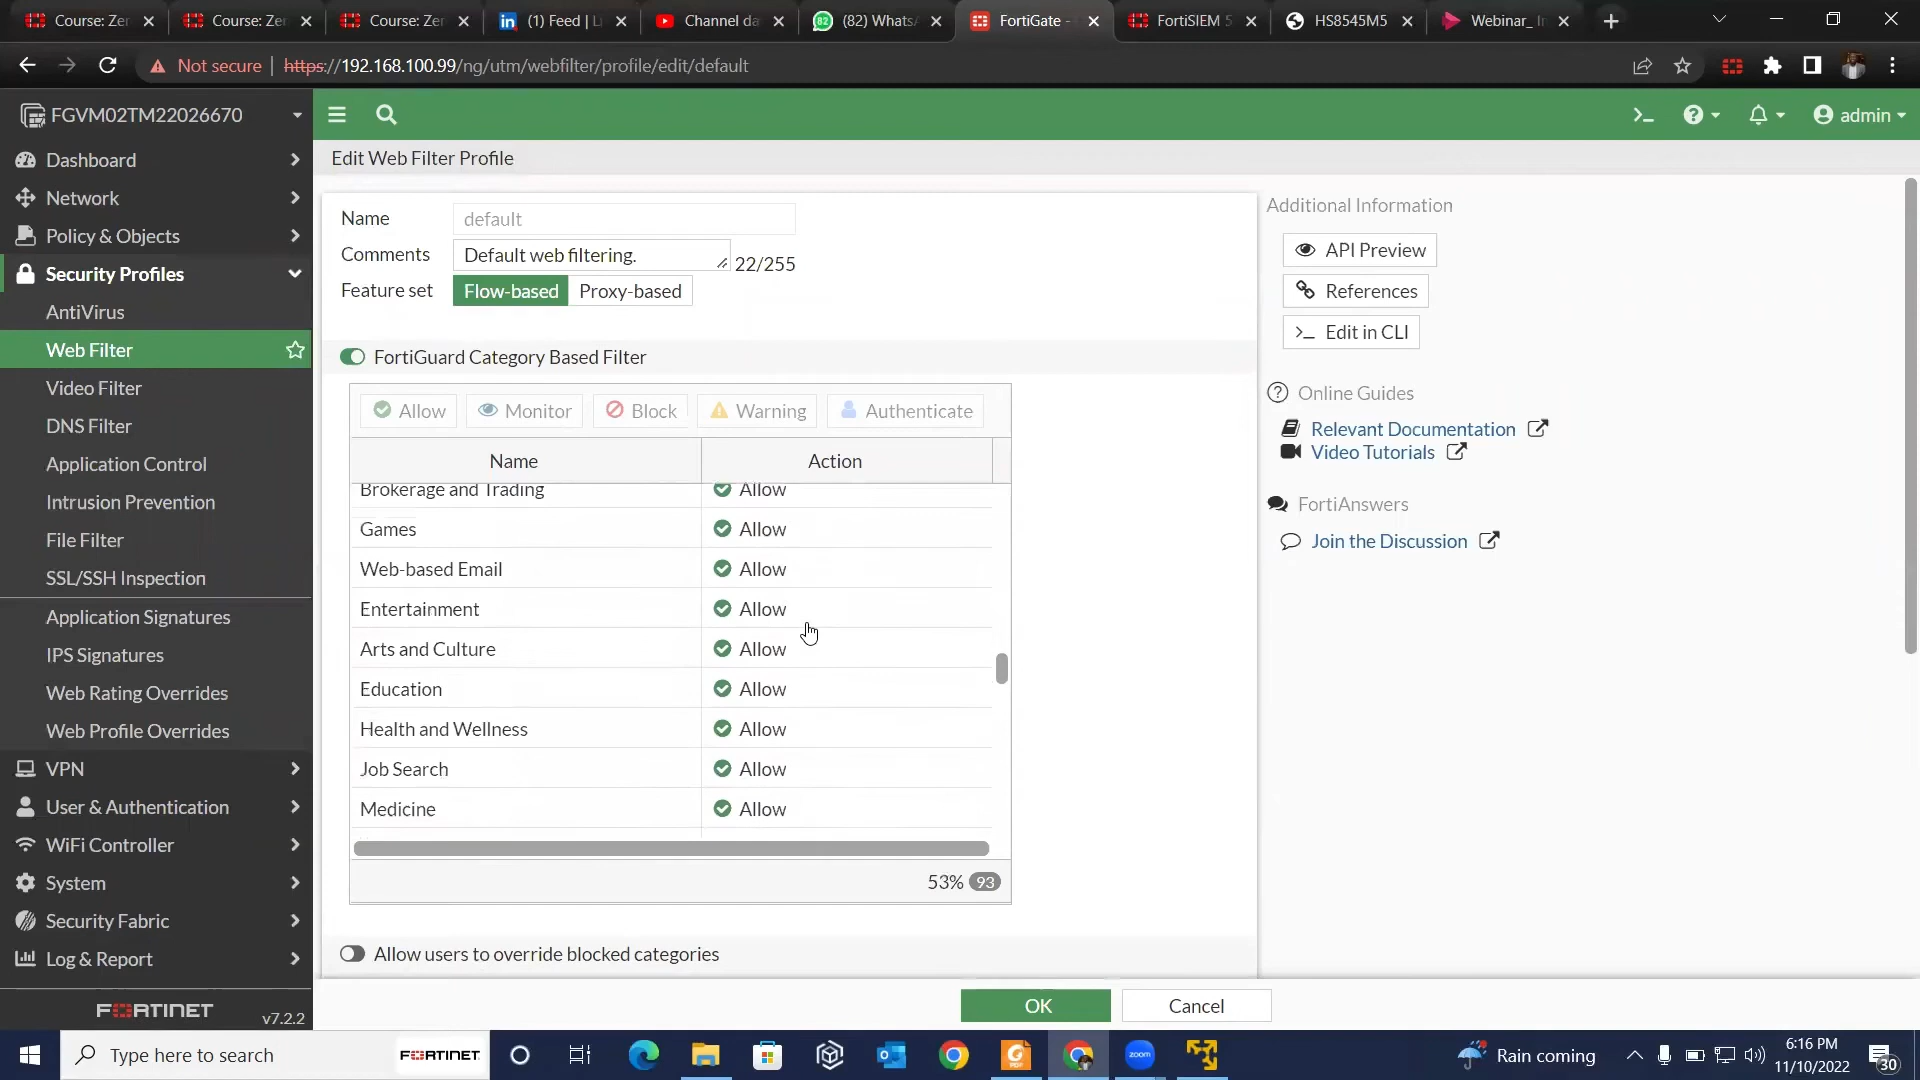 Course: Zer
Course: Zer
Course: Zer
(1) Feed | Li
Channel da
(82) WhatsA
FortiGate -
FortiSIEM 5
HS8545M5
Webinar_ In
Not secure | https://192.168.100.99/ng/utm/webfilter/profile/edit/default
FGVM02TM22026670
admin
Dashboard
Network
Policy & Objects
Security Profiles
AntiVirus
Web Filter
Video Filter
DNS Filter
Application Control
Intrusion Prevention
File Filter
SSL/SSH Inspection
Application Signatures
IPS Signatures
Web Rating Overrides
Web Profile Overrides
VPN
User & Authentication
WiFi Controller
System
Security Fabric
Log & Report
FORTINET v7.2.2
Edit Web Filter Profile
Name default
Comments Default web filtering. 22/255
Feature set Flow-based Proxy-based
FortiGuard Category Based Filter
Allow Monitor Block Warning Authenticate
Name Action
Brokerage and Trading Allow
Games Allow
Web-based Email Allow
Entertainment Allow
Arts and Culture Allow
Education Allow
Health and Wellness Allow
Job Search Allow
Medicine Allow
53% 93
Allow users to override blocked categories
OK Cancel
Additional Information
API Preview
References
Edit in CLI
Online Guides
Relevant Documentation
Video Tutorials
FortiAnswers
Join the Discussion
Type here to search FORTINET
zoom
Rain coming
6:16 PM
11/10/2022
30